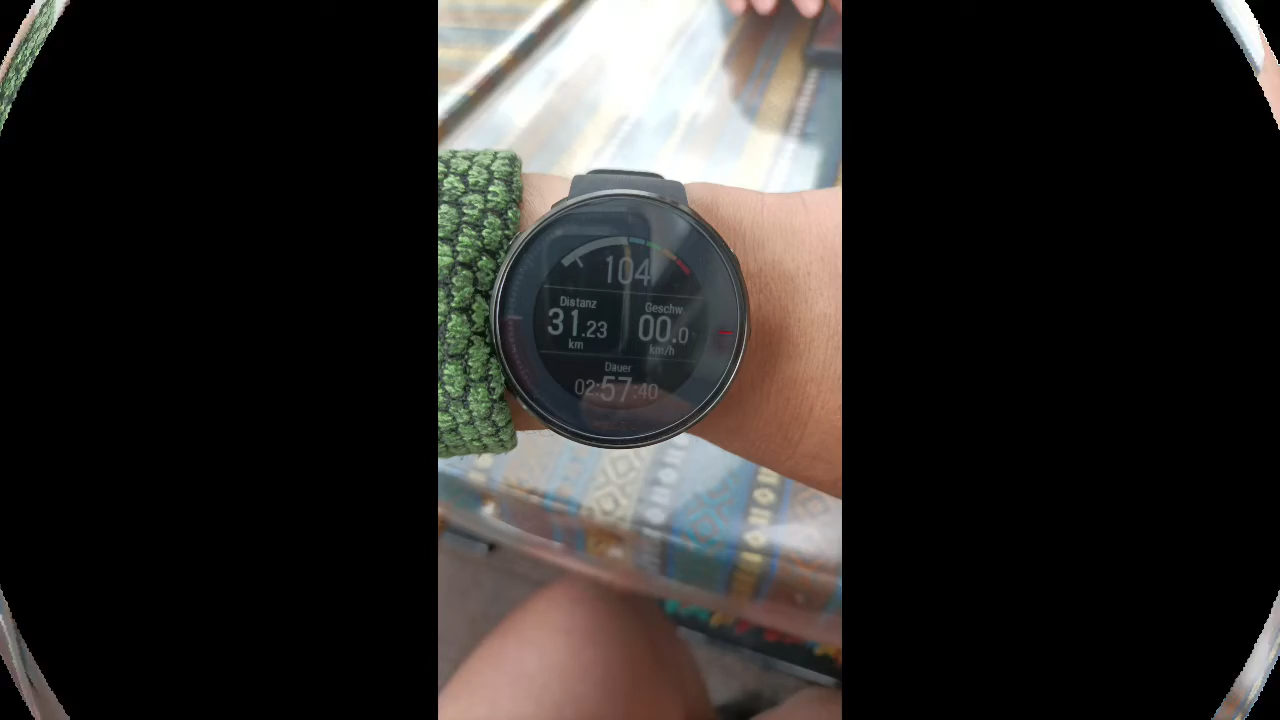 104
Distanz Geschw.
31.23 00.0
km km/h
Dauer
02:57:40